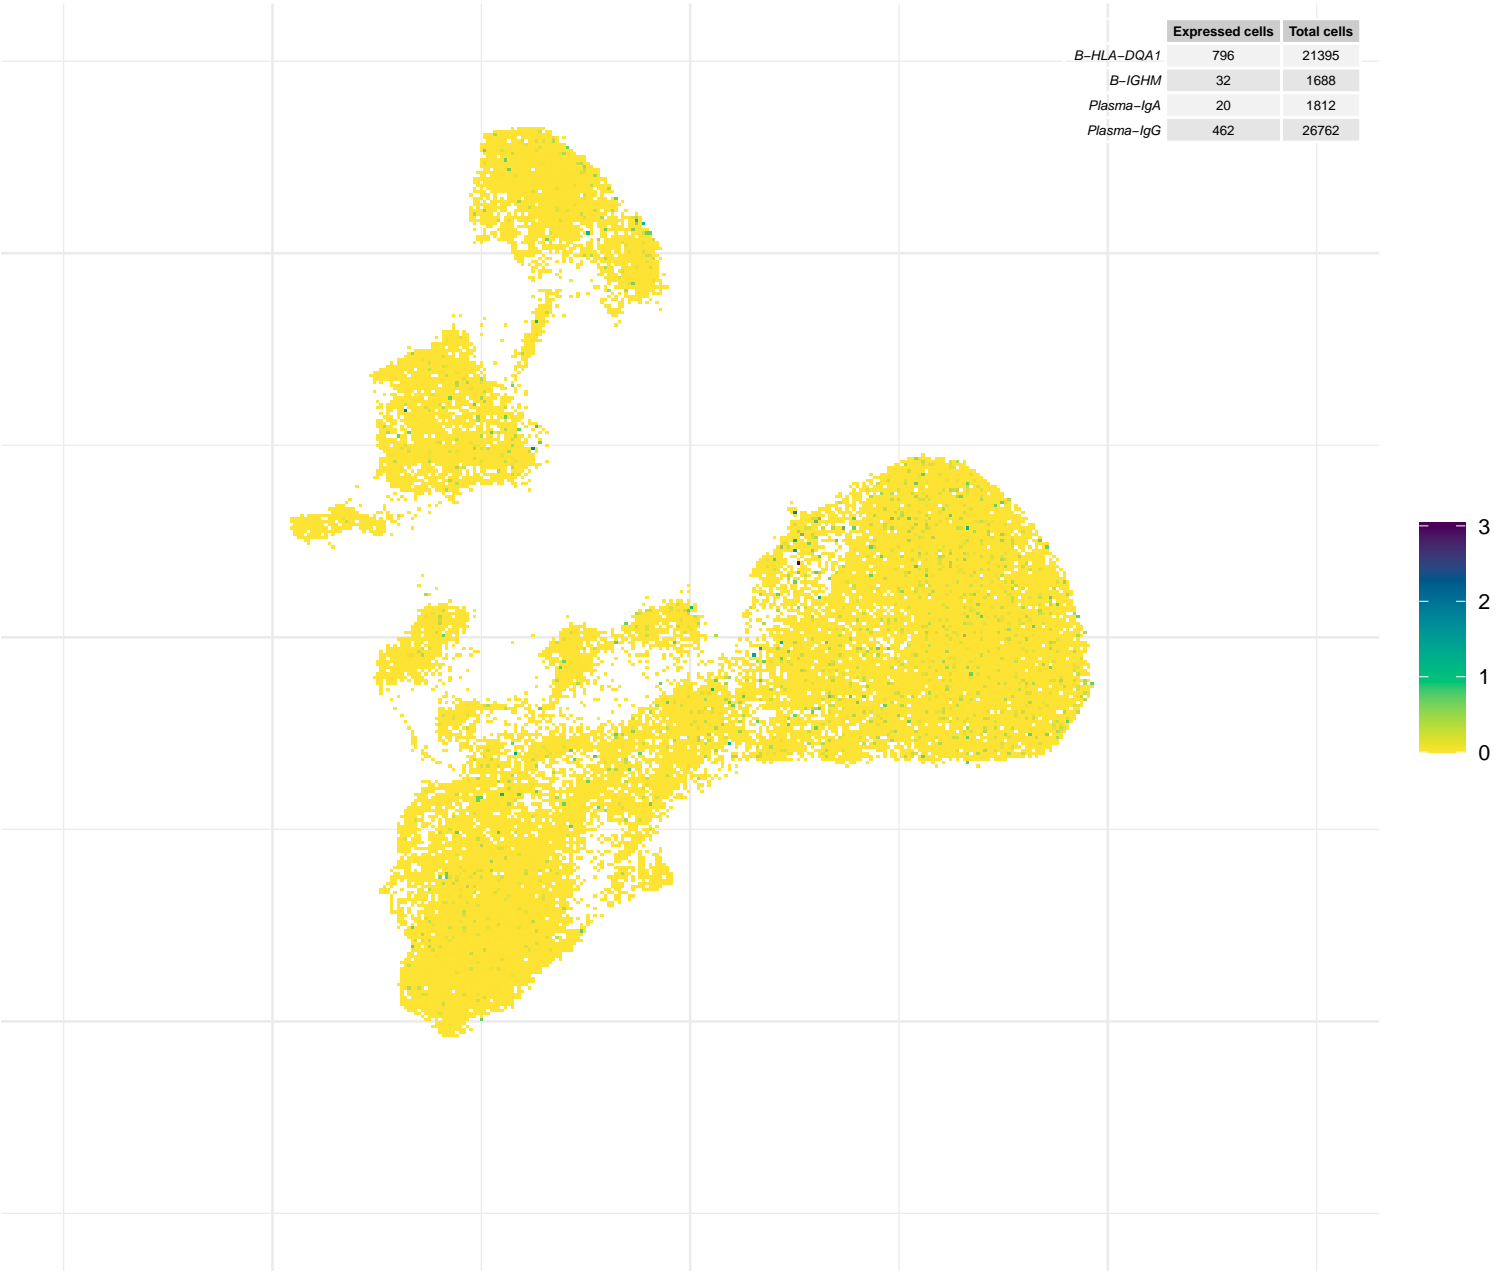 Expressed cells Total cells
B-HLA-DQA1 796 21395
B-IGHM 32 1688
Plasma-IgA 20 1812
Plasma-IgG 462 26762
3
2
1
0